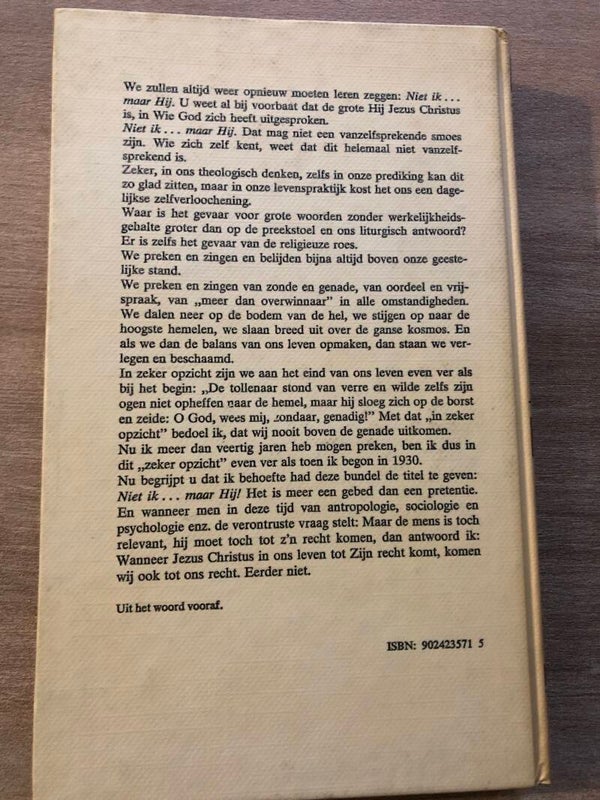 We zullen altijd weer opnieuw moeten leren zeggen: Niet ik...
maar Hij. U weet al bij voorbaat dat de grote Hij Jezus Christus
is, in Wie God zich heeft uitgesproken.
Niet ik... maar Hij. Dat mag niet een vanzelfsprekende smoes
zijn. Wie zich zelf kent, weet dat dit helemaal niet vanzelf-
sprekend is.
Zeker, in ons theologisch denken, zelfs in onze prediking kan dit
zo glad zitten, maar in onze levenspraktijk kost het ons een dage-
lijkse zelfverloochening.
Waar is het gevaar voor grote woorden zonder werkelijkheids-
gehalte groter dan op de preekstoel en ons liturgisch antwoord?
Er is zelfs het gevaar van de religieuze roes.
We preken en zingen en belijden bijna altijd boven onze geeste-
lijke stand.
We preken en zingen van zonde en genade, van oordeel en vrij-
spraak, van „meer dan overwinnaar” in alle omstandigheden.
We dalen neer op de bodem van de hel, we stijgen op naar de
hoogste hemelen, we slaan breed uit over de ganse kosmos. En
als we dan de balans van ons leven opmaken, dan staan we ver-
legen en beschaamd.
In zeker opzicht zijn we aan het eind van ons leven even ver als
bij het begin: „De tollenaar stond van verre en wilde zelfs zijn
ogen niet opheffen naar de hemel, maar hij sloeg zich op de borst
en zeide: O God, wees mij, zondaar, genadig!” Met dat „in zeker
opzicht” bedoel ik, dat wij nooit boven de genade uitkomen.
Nu ik meer dan veertig jaren heb mogen preken, ben ik dus in
dit „zeker opzicht” even ver als toen ik begon in 1930.
Nu begrijpt u dat ik behoefte had deze bundel de titel te geven:
Niet ik... maar Hij! Het is meer een gebed dan een pretentie.
En wanneer men in deze tijd van antropologie, sociologie en
psychologie enz. de verontruste vraag stelt: Maar de mens is toch
relevant, hij moet toch tot z'n recht komen, dan antwoord ik:
Wanneer Jezus Christus in ons leven tot Zijn recht komt, komen
wij ook tot ons recht. Eerder niet.
Uit het woord vooraf.
ISBN: 902423571 5